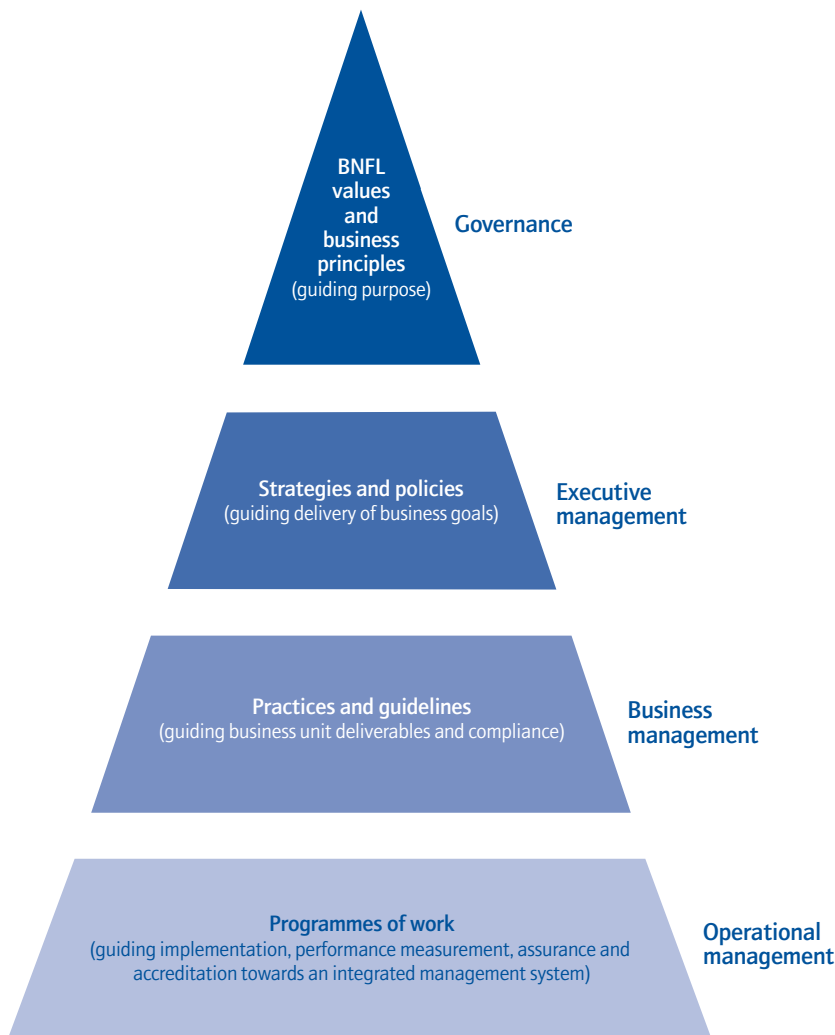 BNFL
values
and
business
principles
(guiding purpose)
Governance
Strategies and policies
(guiding delivery of business goals)
Executive
management
Practices and guidelines
(guiding business unit deliverables and compliance)
Business
management
Programmes of work
(guiding implementation, performance measurement, assurance and
accreditation towards an integrated management system)
Operational
management